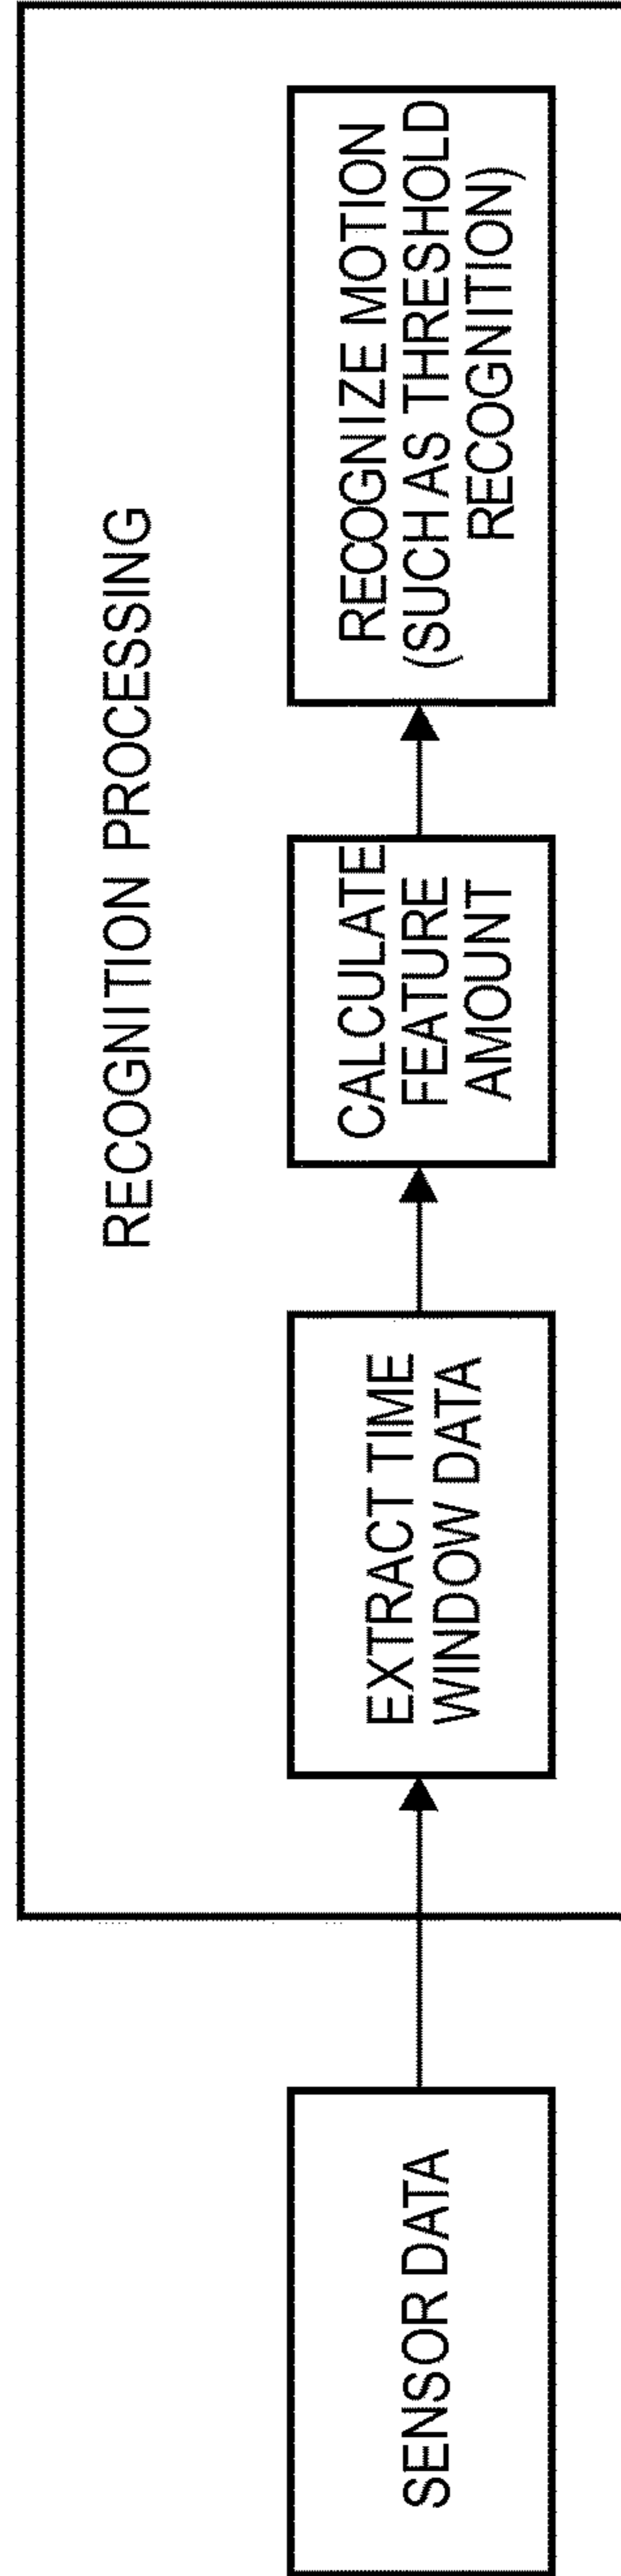 RECOGNITION PROCESSING
SENSOR DATA
EXTRACT TIME
WINDOW DATA
CALCULATE
FEATURE
AMOUNT
RECOGNIZE MOTION
(SUCH AS THRESHOLD
RECOGNITION)